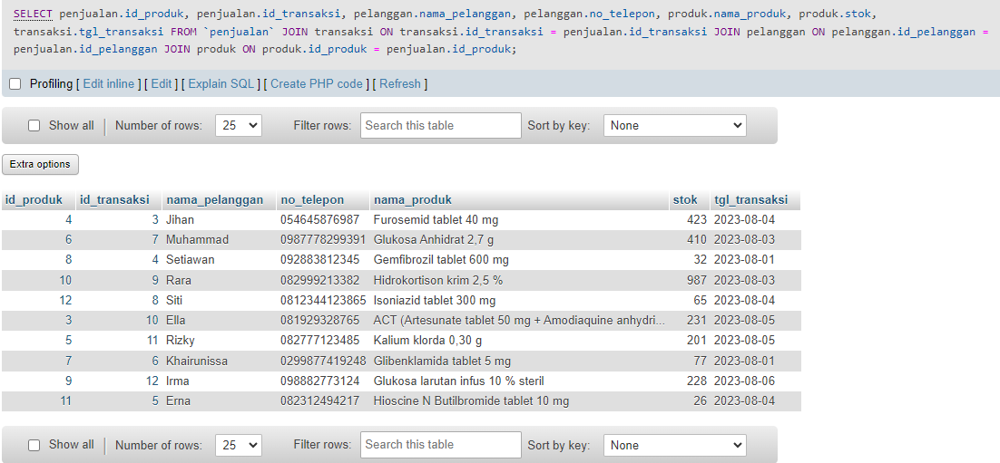 SELECT penjualan.id_produk, penjualan.id_transaksi, pelanggan.nama_pelanggan, pelanggan.no_telepon, produk.nama_produk, produk.stok,
transaksi.tgl_transaksi FROM `penjualan` JOIN transaksi ON transaksi.id_transaksi = penjualan.id_transaksi JOIN pelanggan ON pelanggan.id_pelanggan =
penjualan.id_pelanggan JOIN produk ON produk.id_produk = penjualan.id_produk;
Profiling [ Edit inline ] [ Edit ] [ Explain SQL ] [ Create PHP code ] [ Refresh ]
Show all Number of rows: 25 Filter rows: Search this table Sort by key: None
Extra options
id_produk id_transaksi nama_pelanggan no_telepon nama_produk stok tgl_transaksi
4 3 Jihan 054645876987 Furosemid tablet 40 mg 423 2023-08-04
6 7 Muhammad 0987778299391 Glukosa Anhidrat 2,7 g 410 2023-08-03
8 4 Setiawan 092883812345 Gemfibrozil tablet 600 mg 32 2023-08-01
10 9 Rara 082999213382 Hidrokortison krim 2,5 % 987 2023-08-03
12 8 Siti 0812344123865 Isoniazid tablet 300 mg 65 2023-08-04
3 10 Ella 081929328765 ACT (Artesunate tablet 50 mg + Amodiaquine anhydri... 231 2023-08-05
5 11 Rizky 082777123485 Kalium klorda 0,30 g 201 2023-08-05
7 6 Khairunissa 0299877419248 Glibenklamida tablet 5 mg 77 2023-08-01
9 12 Irma 098882773124 Glukosa larutan infus 10 % steril 228 2023-08-06
11 5 Erna 082312494217 Hioscine N Butilbromide tablet 10 mg 26 2023-08-04
Show all Number of rows: 25 Filter rows: Search this table Sort by key: None